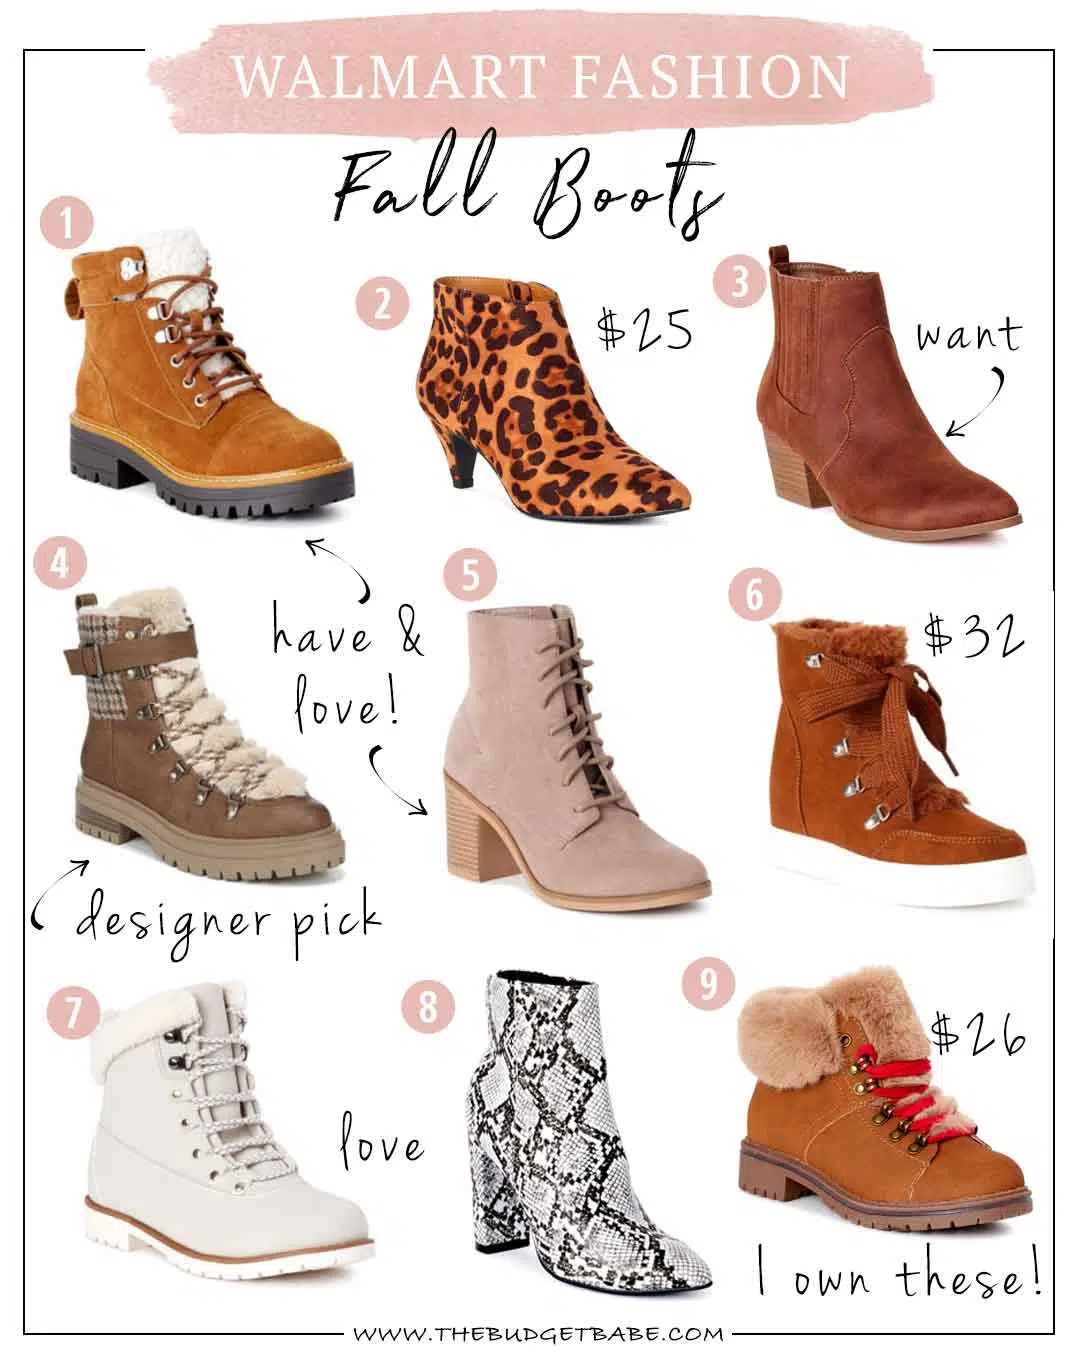 WALMART FASHION
Fall Boots
1
2
$25
3
want
4
have &
love!
5
6
$32
designer pick
7
love
8
9
$26
I own these!
WWW.THEBUDGETBABE.COM